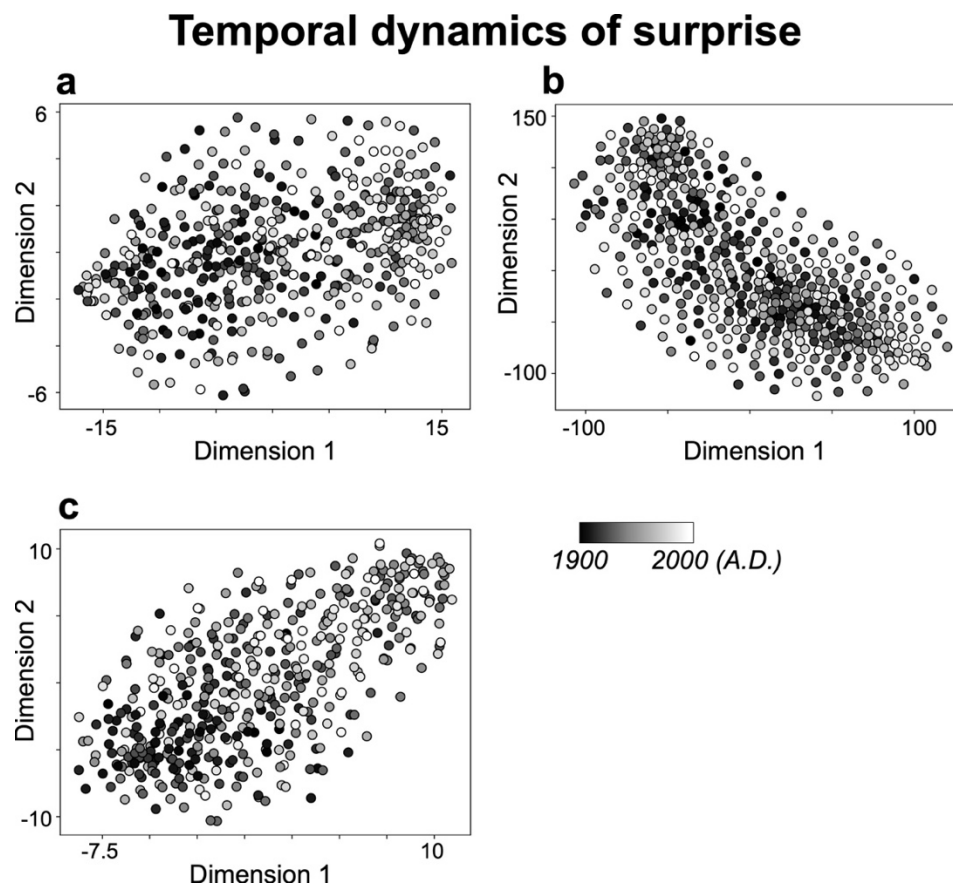 Temporal dynamics of surprise
a
6
Dimension 2
-6
-15 15
Dimension 1
b
150
Dimension 2
-100
-100 100
Dimension 1
c
10
Dimension 2
-10
-7.5 10
Dimension 1
1900 2000 (A.D.)